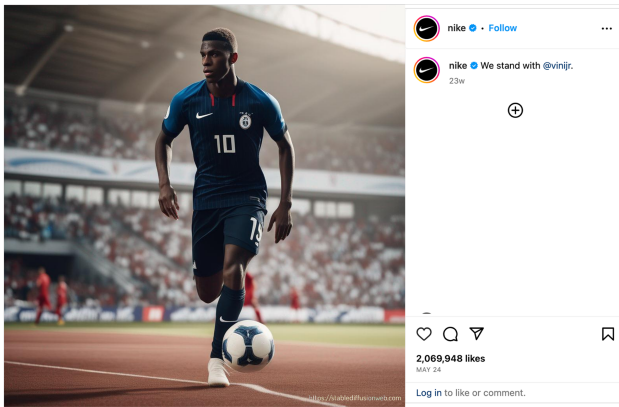 nike • Follow
nike We stand with @vinijr.
23w
10
15
2,069,948 likes
MAY 24
Log in to like or comment.
https://stablediffusionweb.com